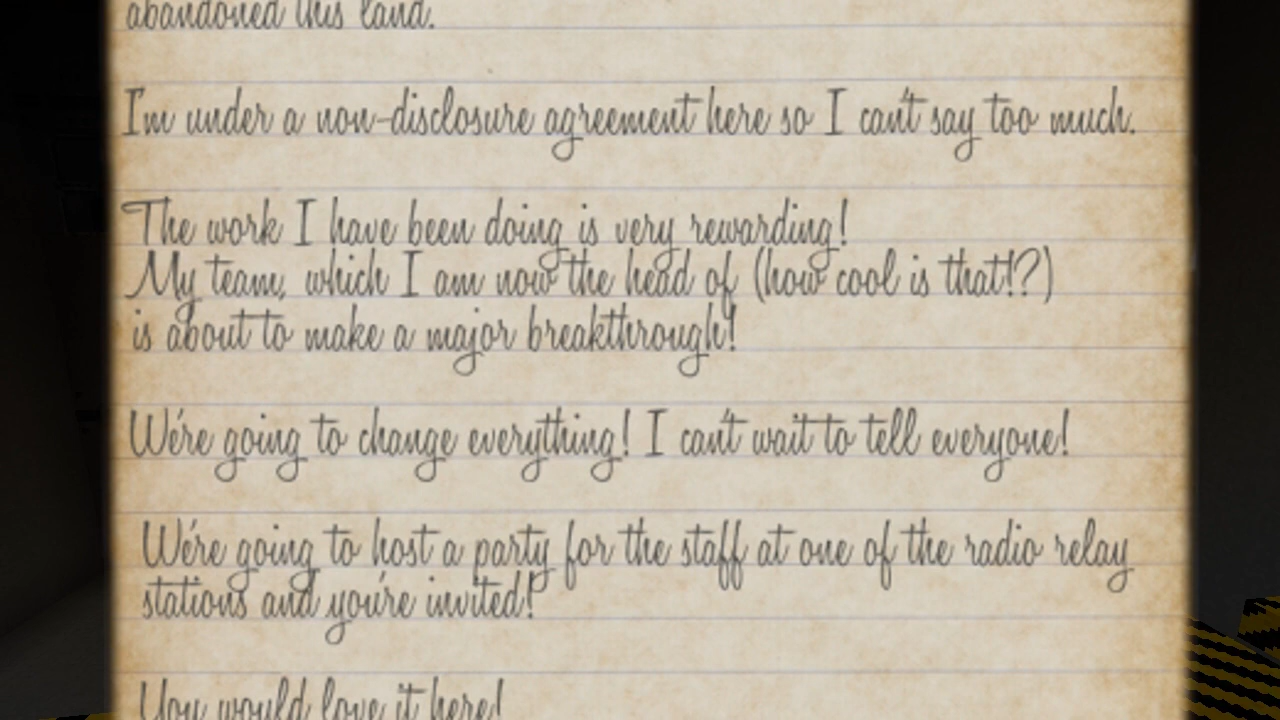 abandoned this land.
I'm under a non-disclosure agreement here so I can't say too much.
The work I have been doing is very rewarding!
My team, which I am now the head of (how cool is that!?)
is about to make a major breakthrough!
We're going to change everything! I can't wait to tell everyone!
We're going to host a party for the staff at one of the radio relay
stations and you're invited!
You would love it here!